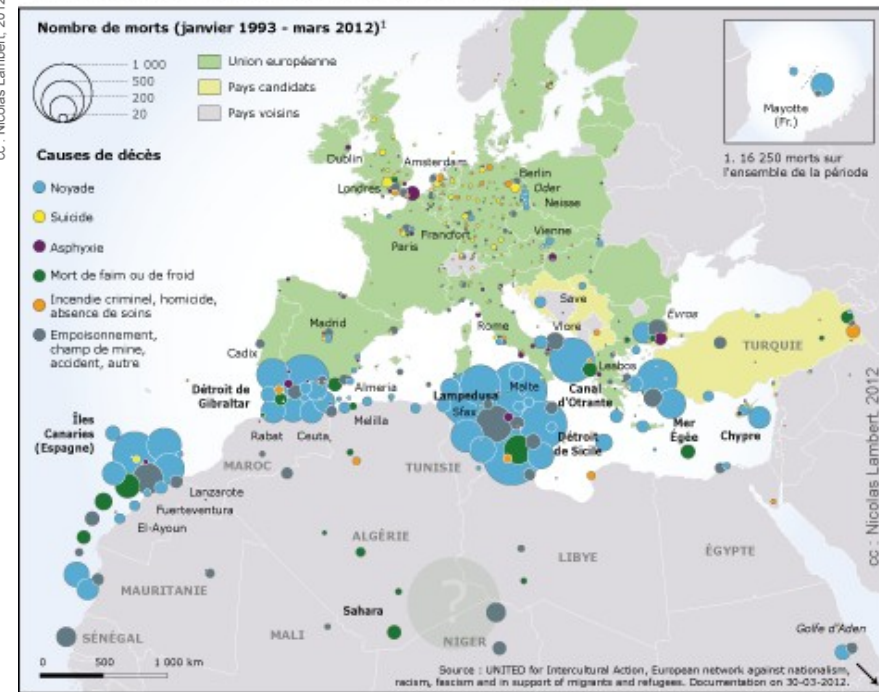 cc : Nicolas Lambert, 2012
Nombre de morts (janvier 1993 - mars 2012)¹
1 000
500
200
20
Union européenne
Pays candidats
Pays voisins
Causes de décès
Noyade
Suicide
Asphyxie
Mort de faim ou de froid
Incendie criminel, homicide,
absence de soins
Empoisonnement,
champ de mine,
accident, autre
Mayotte
(Fr.)
1. 16 250 morts sur
l'ensemble de la période
Dublin
Amsterdam
Londres
Berlin
Oder
Neisse
Paris
Francfort
Vienne
Save
Madrid
Rome
Vlore
Evros
Cadix
TURQUIE
Lesbos
Détroit de
Gibraltar
Almeria
Lampedusa
Malte
Canal
d'Otrante
Melilla
Sfax
Îles
Canaries
(Espagne)
Rabat
Ceuta
Détroit
de Sicile
Mer
Égée
Chypre
MAROC
TUNISIE
Lanzarote
Fuerteventura
El-Ayoun
ALGÉRIE
LIBYE
ÉGYPTE
MAURITANIE
?
Sahara
SÉNÉGAL
MALI
NIGER
Golfe d'Aden
0 500 1 000 km
Source : UNITED for Intercultural Action, European network against nationalism,
racism, fascism and in support of migrants and refugees. Documentation on 30-03-2012.
cc : Nicolas Lambert, 2012